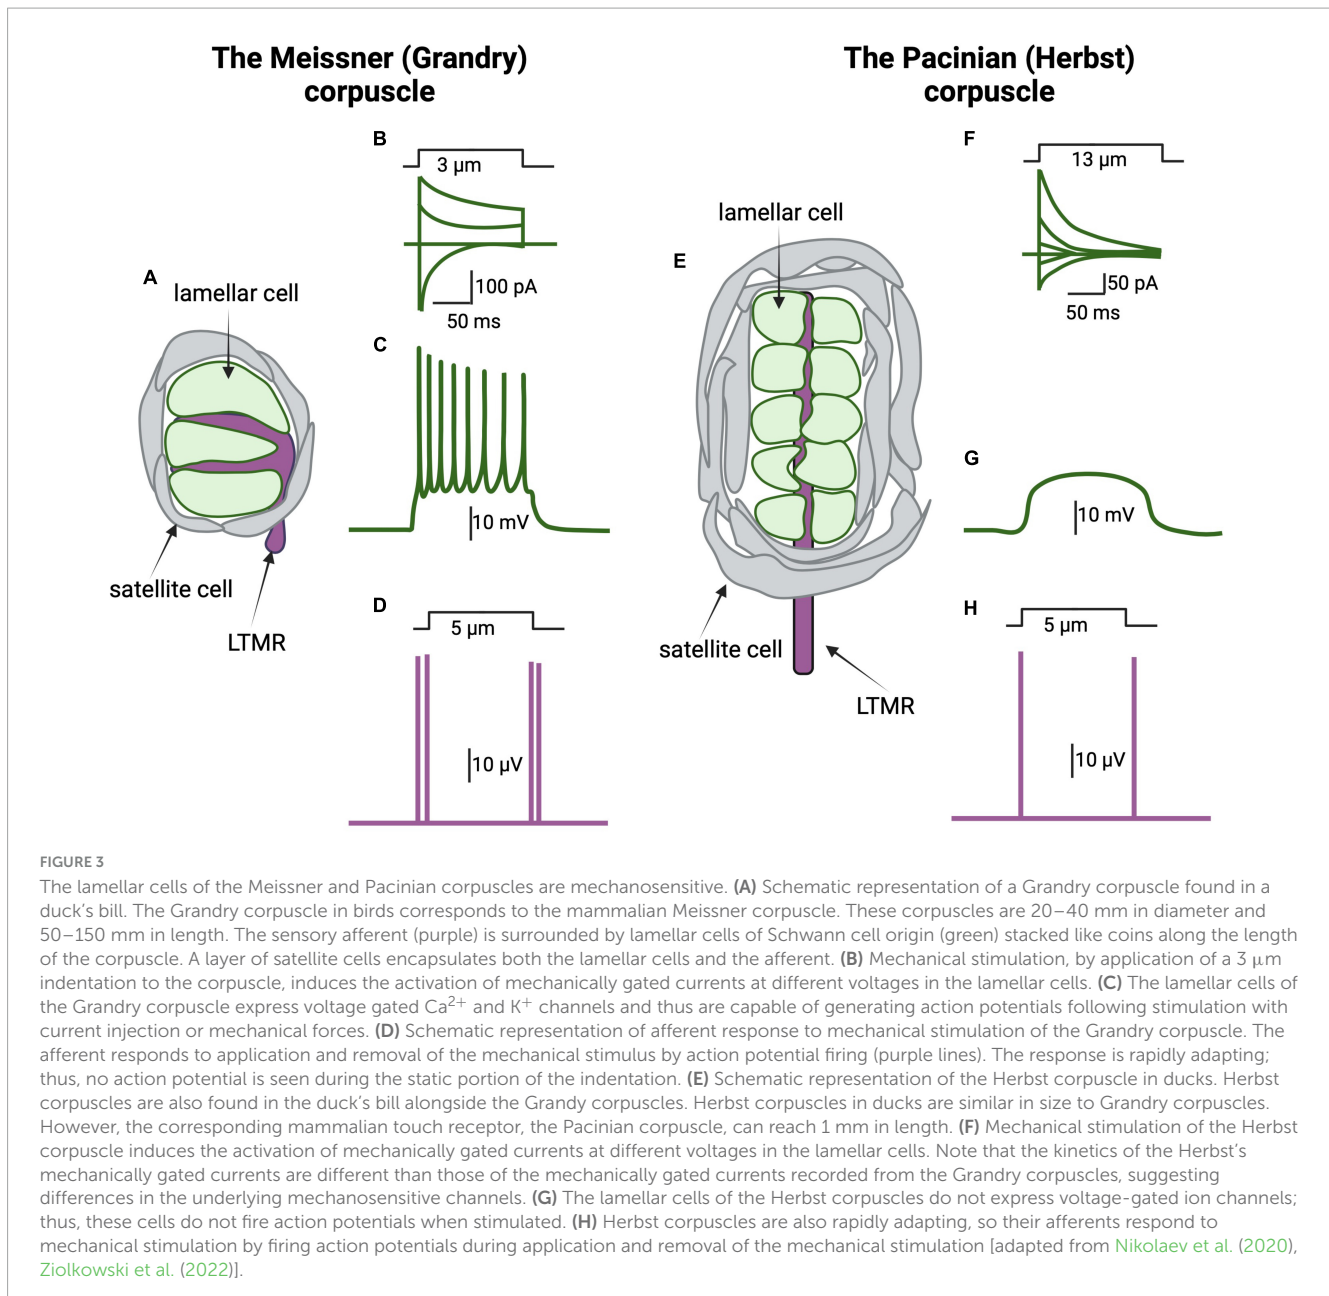 The Meissner (Grandry)
corpuscle
The Pacinian (Herbst)
corpuscle
B
3 µm
100 pA
50 ms
A
lamellar cell
C
10 mV
satellite cell
LTMR
D
5 µm
10 µV
F
13 µm
50 pA
50 ms
lamellar cell
E
G
10 mV
H
5 µm
satellite cell
LTMR
10 µV
FIGURE 3
The lamellar cells of the Meissner and Pacinian corpuscles are mechanosensitive. (A) Schematic representation of a Grandry corpuscle found in a
duck's bill. The Grandry corpuscle in birds corresponds to the mammalian Meissner corpuscle. These corpuscles are 20–40 mm in diameter and
50–150 mm in length. The sensory afferent (purple) is surrounded by lamellar cells of Schwann cell origin (green) stacked like coins along the length
of the corpuscle. A layer of satellite cells encapsulates both the lamellar cells and the afferent. (B) Mechanical stimulation, by application of a 3 µm
indentation to the corpuscle, induces the activation of mechanically gated currents at different voltages in the lamellar cells. (C) The lamellar cells of
the Grandry corpuscle express voltage gated Ca2+ and K+ channels and thus are capable of generating action potentials following stimulation with
current injection or mechanical forces. (D) Schematic representation of afferent response to mechanical stimulation of the Grandry corpuscle. The
afferent responds to application and removal of the mechanical stimulus by action potential firing (purple lines). The response is rapidly adapting;
thus, no action potential is seen during the static portion of the indentation. (E) Schematic representation of the Herbst corpuscle in ducks. Herbst
corpuscles are also found in the duck's bill alongside the Grandy corpuscles. Herbst corpuscles in ducks are similar in size to Grandry corpuscles.
However, the corresponding mammalian touch receptor, the Pacinian corpuscle, can reach 1 mm in length. (F) Mechanical stimulation of the Herbst
corpuscle induces the activation of mechanically gated currents at different voltages in the lamellar cells. Note that the kinetics of the Herbst's
mechanically gated currents are different than those of the mechanically gated currents recorded from the Grandry corpuscles, suggesting
differences in the underlying mechanosensitive channels. (G) The lamellar cells of the Herbst corpuscles do not express voltage-gated ion channels;
thus, these cells do not fire action potentials when stimulated. (H) Herbst corpuscles are also rapidly adapting, so their afferents respond to
mechanical stimulation by firing action potentials during application and removal of the mechanical stimulation [adapted from Nikolaev et al. (2020),
Ziolkowski et al. (2022)].